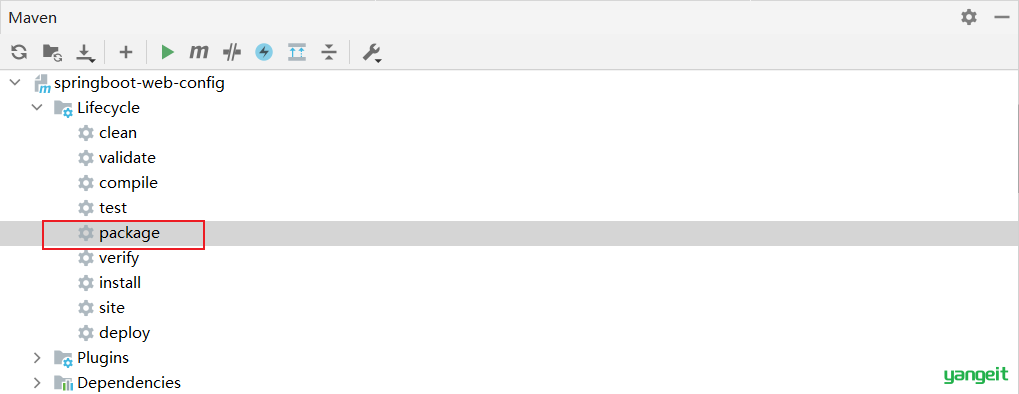 Maven
springboot-web-config
Lifecycle
clean
validate
compile
test
package
verify
install
site
deploy
Plugins
Dependencies
yangeit